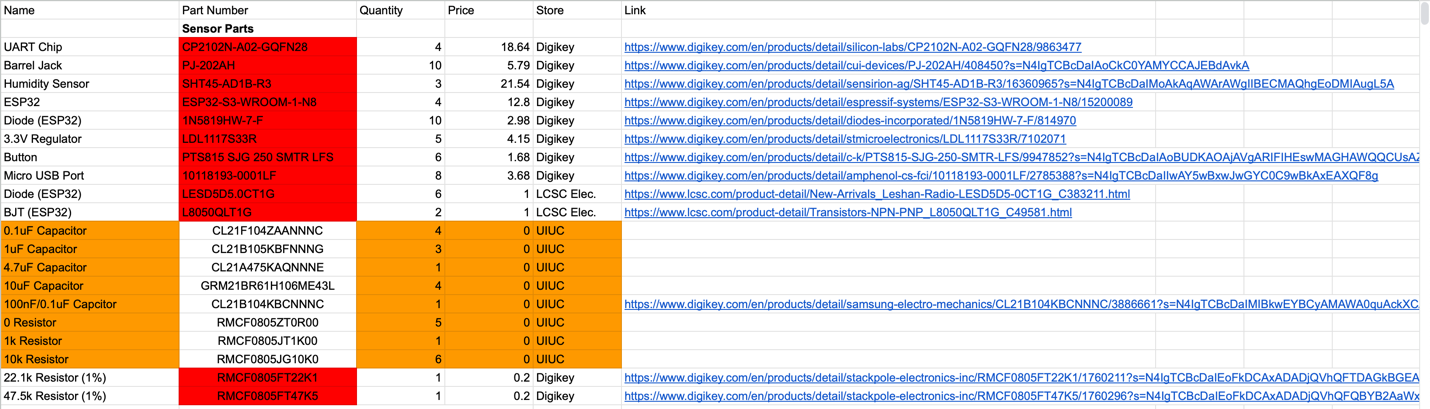 Name Part Number Quantity Price Store Link
Sensor Parts
UART Chip CP2102N-A02-GQFN28 4 18.64 Digikey https://www.digikey.com/en/products/detail/silicon-labs/CP2102N-A02-GQFN28/9863477
Barrel Jack PJ-202AH 10 5.79 Digikey https://www.digikey.com/en/products/detail/cui-devices/PJ-202AH/408450?s=N4IgTCBcDaIAoCkC0YAMYCCAJEBdAvkA
Humidity Sensor SHT45-AD1B-R3 3 21.54 Digikey https://www.digikey.com/en/products/detail/sensirion-ag/SHT45-AD1B-R3/16360965?s=N4IgTCBcDaIMoAkAqAWArAWgIIBECMAQhgEoDMIAugL5A
ESP32 ESP32-S3-WROOM-1-N8 4 12.8 Digikey https://www.digikey.com/en/products/detail/espressif-systems/ESP32-S3-WROOM-1-N8/15200089
Diode (ESP32) 1N5819HW-7-F 10 2.98 Digikey https://www.digikey.com/en/products/detail/diodes-incorporated/1N5819HW-7-F/814970
3.3V Regulator LDL1117S33R 5 4.15 Digikey https://www.digikey.com/en/products/detail/stmicroelectronics/LDL1117S33R/7102071
Button PTS815 SJG 250 SMTR LFS 6 1.68 Digikey https://www.digikey.com/en/products/detail/c-k/PTS815-SJG-250-SMTR-LFS/9947852?s=N4IgTCBcDaIAoBUDKAOAjAVgARIFIHEswMAGHAWQQCUsAZ
Micro USB Port 10118193-0001LF 8 3.68 Digikey https://www.digikey.com/en/products/detail/amphenol-cs-fci/10118193-0001LF/2785388?s=N4IgTCBcDaIIwAY5wBxwJwGYC0C9wBkAxEAXQF8g
Diode (ESP32) LESD5D5.0CT1G 6 1 LCSC Elec. https://www.lcsc.com/product-detail/New-Arrivals_Leshan-Radio-LESD5D5-0CT1G_C383211.html
BJT (ESP32) L8050QLT1G 2 1 LCSC Elec. https://www.lcsc.com/product-detail/Transistors-NPN-PNP_L8050QLT1G_C49581.html
0.1uF Capacitor CL21F104ZAANNNC 4 0 UIUC
1uF Capacitor CL21B105KBFNNNG 3 0 UIUC
4.7uF Capacitor CL21A475KAQNNNE 1 0 UIUC
10uF Capacitor GRM21BR61H106ME43L 4 0 UIUC
100nF/0.1uF Capcitor CL21B104KBCNNNC 1 0 UIUC https://www.digikey.com/en/products/detail/samsung-electro-mechanics/CL21B104KBCNNNC/3886661?s=N4IgTCBcDaIMIBkwEYBCyAMAWA0quAckXC
0 Resistor RMCF0805ZT0R00 5 0 UIUC
1k Resistor RMCF0805JT1K00 1 0 UIUC
10k Resistor RMCF0805JG10K0 6 0 UIUC
22.1k Resistor (1%) RMCF0805FT22K1 1 0.2 Digikey https://www.digikey.com/en/products/detail/stackpole-electronics-inc/RMCF0805FT22K1/1760211?s=N4IgTCBcDaIEoFkDCAxADADjQVhQFTDAGkBGEA
47.5k Resistor (1%) RMCF0805FT47K5 1 0.2 Digikey https://www.digikey.com/en/products/detail/stackpole-electronics-inc/RMCF0805FT47K5/1760296?s=N4IgTCBcDaIEoFkDCAxADADjQVhQFQBYB2AaWx